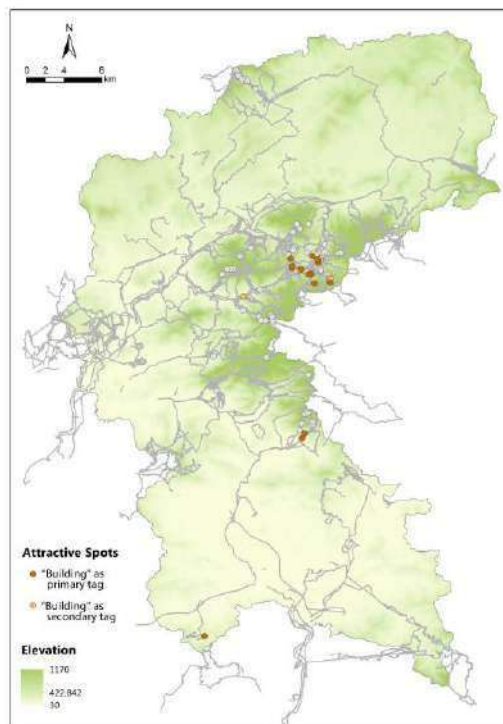 N
0 2 4 6
km
Attractive Spots
"Building" as
primary tag
"Building" as
secondary tag
Elevation
1170
422.842
30